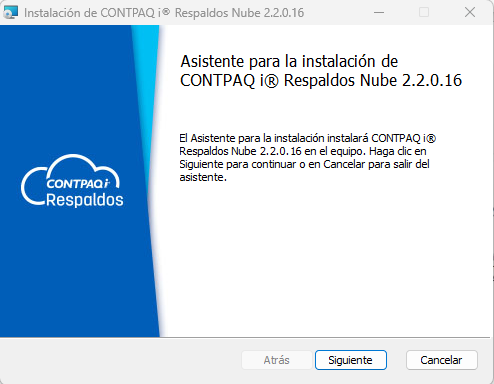 Instalación de CONTPAQ i® Respaldos Nube 2.2.0.16
Asistente para la instalación de
CONTPAQ i® Respaldos Nube 2.2.0.16
El Asistente para la instalación instalará CONTPAQ i®
Respaldos Nube 2.2.0.16 en el equipo. Haga clic en
Siguiente para continuar o en Cancelar para salir del
asistente.
CONTPAQ i
Respaldos
Atrás
Siguiente
Cancelar